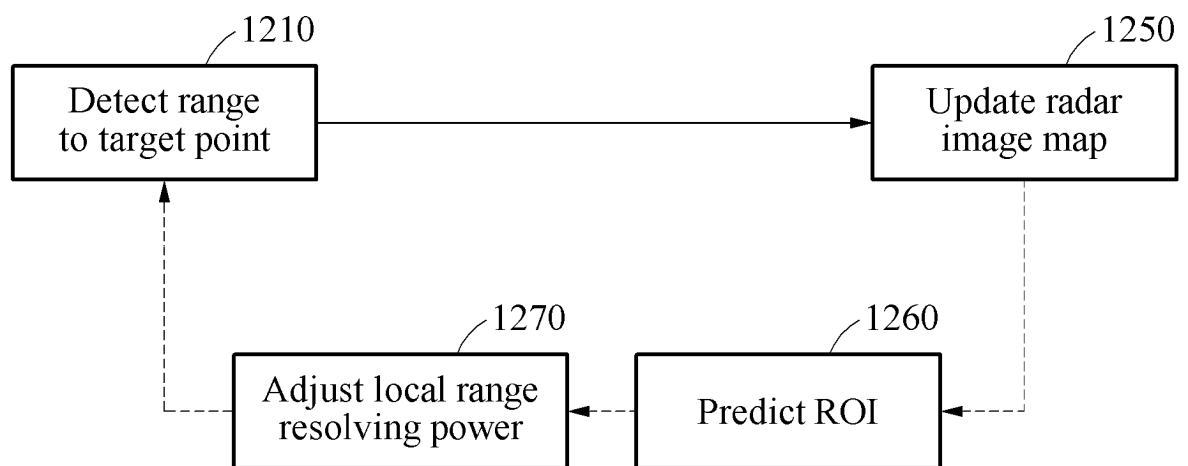 1210
Detect range
to target point
1250
Update radar
image map
1270
Adjust local range
resolving power
1260
Predict ROI